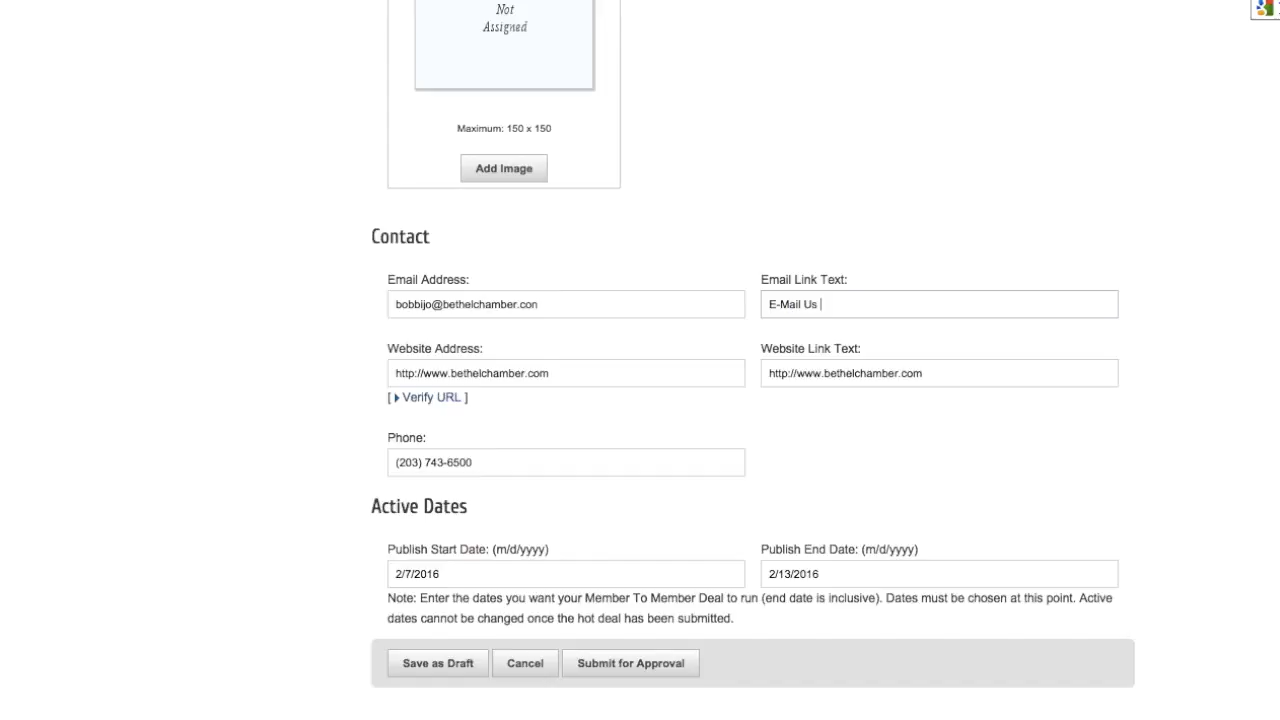 Not
Assigned
Maximum: 150 x 150
Add Image
Contact
Email Address:
Email Link Text:
bobbijo@bethelchamber.con
E-Mail Us
Website Address:
Website Link Text:
http://www.bethelchamber.com
http://www.bethelchamber.com
[ Verify URL ]
Phone:
(203) 743-6500
Active Dates
Publish Start Date: (m/d/yyyy)
Publish End Date: (m/d/yyyy)
2/7/2016
2/13/2016
Note: Enter the dates you want your Member To Member Deal to run (end date is inclusive). Dates must be chosen at this point. Active
dates cannot be changed once the hot deal has been submitted.
Save as Draft
Cancel
Submit for Approval